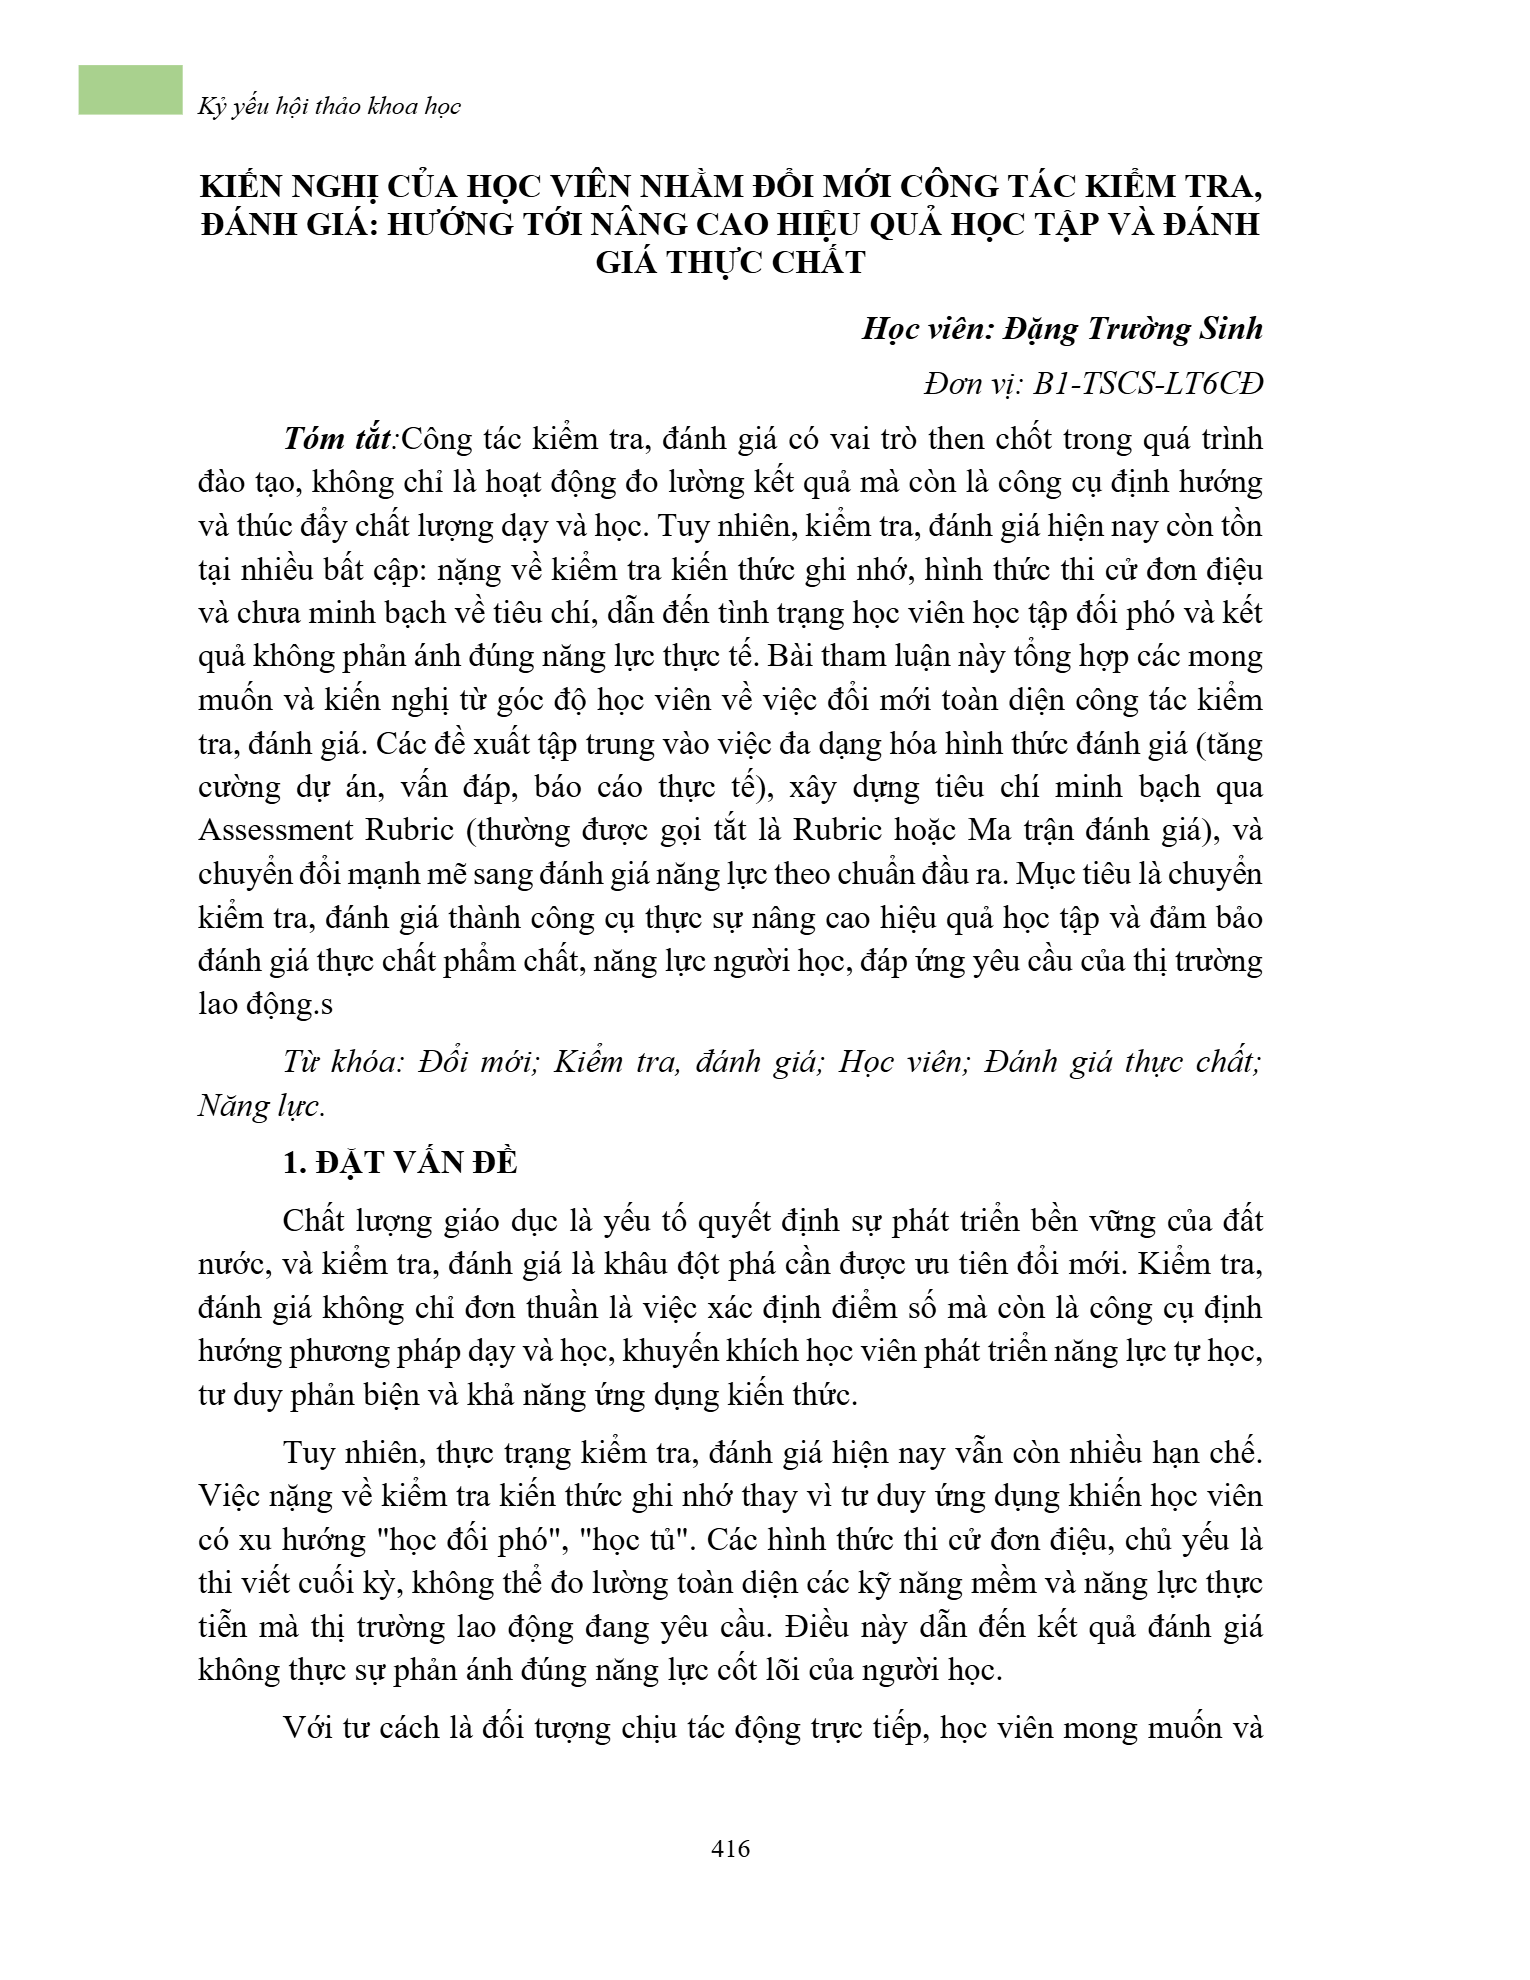 Kỷ yếu hội thảo khoa học
KIẾN NGHỊ CỦA HỌC VIÊN NHẰM ĐỔI MỚI CÔNG TÁC KIỂM TRA,
ĐÁNH GIÁ: HƯỚNG TỚI NÂNG CAO HIỆU QUẢ HỌC TẬP VÀ ĐÁNH
GIÁ THỰC CHẤT
Học viên: Đặng Trường Sinh
Đơn vị: B1-TSCS-LT6CĐ
Tóm tắt:Công tác kiểm tra, đánh giá có vai trò then chốt trong quá trình
đào tạo, không chỉ là hoạt động đo lường kết quả mà còn là công cụ định hướng
và thúc đẩy chất lượng dạy và học. Tuy nhiên, kiểm tra, đánh giá hiện nay còn tồn
tại nhiều bất cập: nặng về kiểm tra kiến thức ghi nhớ, hình thức thi cử đơn điệu
và chưa minh bạch về tiêu chí, dẫn đến tình trạng học viên học tập đối phó và kết
quả không phản ánh đúng năng lực thực tế. Bài tham luận này tổng hợp các mong
muốn và kiến nghị từ góc độ học viên về việc đổi mới toàn diện công tác kiểm
tra, đánh giá. Các đề xuất tập trung vào việc đa dạng hóa hình thức đánh giá (tăng
cường dự án, vấn đáp, báo cáo thực tế), xây dựng tiêu chí minh bạch qua
Assessment Rubric (thường được gọi tắt là Rubric hoặc Ma trận đánh giá), và
chuyển đổi mạnh mẽ sang đánh giá năng lực theo chuẩn đầu ra. Mục tiêu là chuyển
kiểm tra, đánh giá thành công cụ thực sự nâng cao hiệu quả học tập và đảm bảo
đánh giá thực chất phẩm chất, năng lực người học, đáp ứng yêu cầu của thị trường
lao động.s
Từ khóa: Đổi mới; Kiểm tra, đánh giá; Học viên; Đánh giá thực chất;
Năng lực.
1. ĐẶT VẤN ĐỀ
Chất lượng giáo dục là yếu tố quyết định sự phát triển bền vững của đất
nước, và kiểm tra, đánh giá là khâu đột phá cần được ưu tiên đổi mới. Kiểm tra,
đánh giá không chỉ đơn thuần là việc xác định điểm số mà còn là công cụ định
hướng phương pháp dạy và học, khuyến khích học viên phát triển năng lực tự học,
tư duy phản biện và khả năng ứng dụng kiến thức.
Tuy nhiên, thực trạng kiểm tra, đánh giá hiện nay vẫn còn nhiều hạn chế.
Việc nặng về kiểm tra kiến thức ghi nhớ thay vì tư duy ứng dụng khiến học viên
có xu hướng "học đối phó", "học tủ". Các hình thức thi cử đơn điệu, chủ yếu là
thi viết cuối kỳ, không thể đo lường toàn diện các kỹ năng mềm và năng lực thực
tiễn mà thị trường lao động đang yêu cầu. Điều này dẫn đến kết quả đánh giá
không thực sự phản ánh đúng năng lực cốt lõi của người học.
Với tư cách là đối tượng chịu tác động trực tiếp, học viên mong muốn và
416